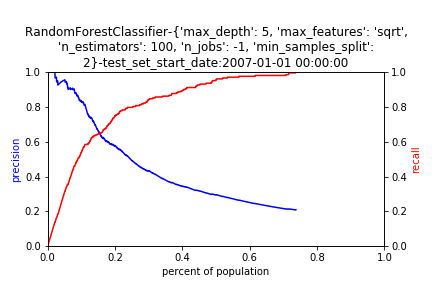 RandomForestClassifier-{'max_depth': 5, 'max_features': 'sqrt',
'n_estimators': 100, 'n_jobs': -1, 'min_samples_split':
2}-test_set_start_date:2007-01-01 00:00:00
1.0
0.8
0.6
0.4
0.2
0.0
precision
1.0
0.8
0.6
0.4
0.2
0.0
recall
0.0 0.2 0.4 0.6 0.8 1.0
percent of population